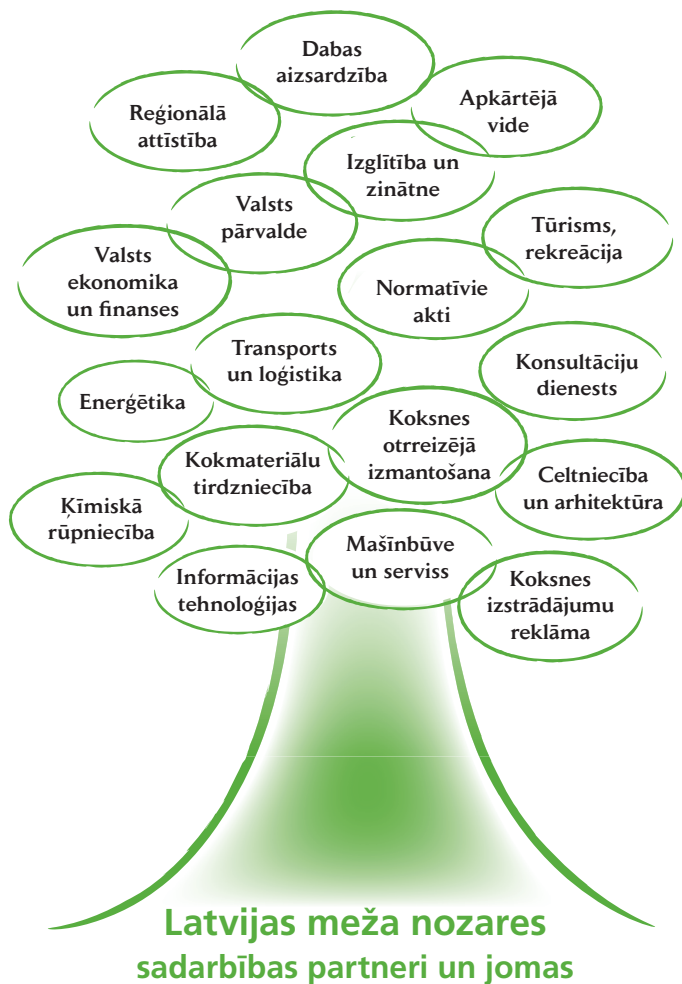 Dabas
aizsardzība
Apkārtējā
vide
Reģionālā
attīstība
Izglītība un
zinātne
Valsts
pārvalde
Tūrisms,
rekreācija
Valsts
ekonomika
un finanses
Normatīvie
akti
Transports
un loģistika
Konsultāciju
dienests
Enerģētika
Koksnes
otrreizējā
izmantošana
Kokmateriālu
tirdzniecība
Celtniecība
un arhitektūra
Ķīmiskā
rūpniecība
Mašīnbūve
un serviss
Informācijas
tehnoloģijas
Koksnes
izstrādājumu
reklāma
Latvijas meža nozares
sadarbības partneri un jomas